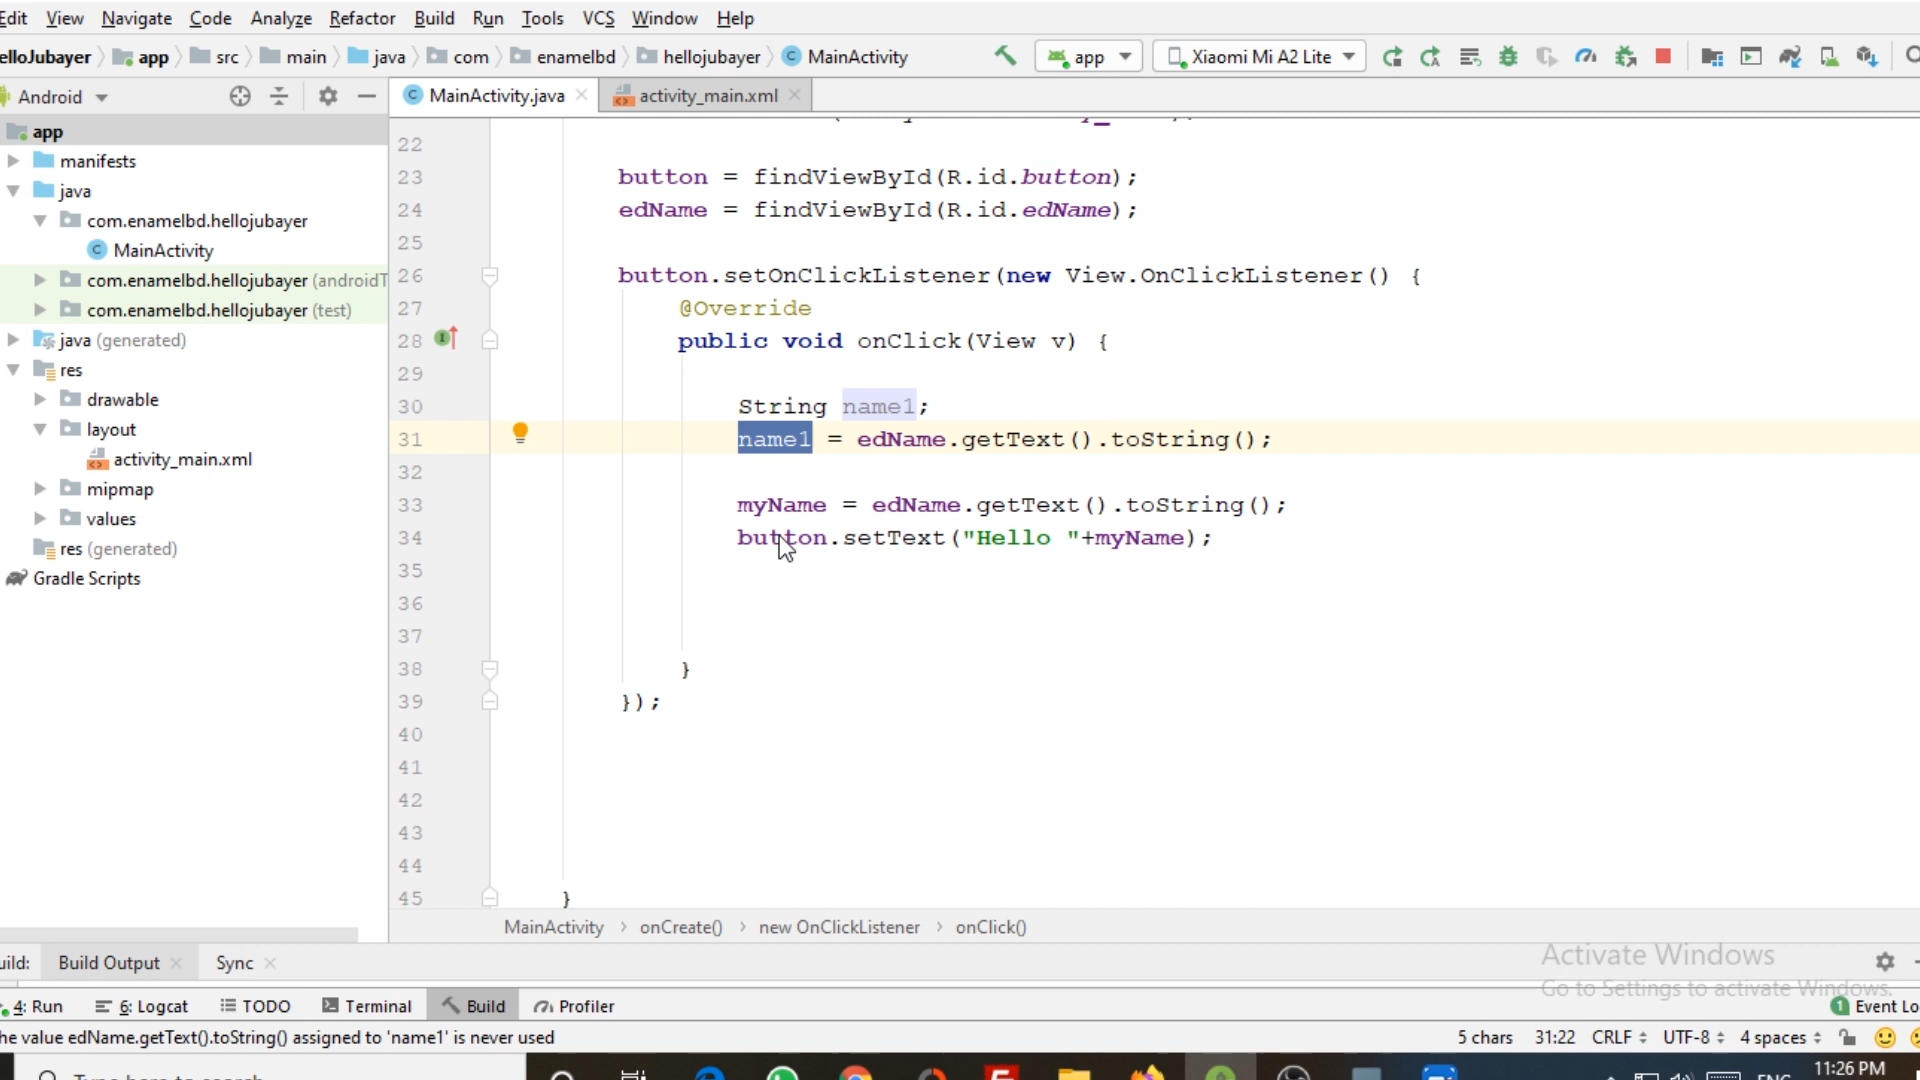 Edit View Navigate Code Analyze Refactor Build Run Tools VCS Window Help
elloJubayer app src main java com enamelbd hellojubayer MainActivity app Xiaomi Mi A2 Lite
Android MainActivity.java activity_main.xml
app
manifests
java
com.enamelbd.hellojubayer
MainActivity
com.enamelbd.hellojubayer (androidT
com.enamelbd.hellojubayer (test)
java (generated)
res
drawable
layout
activity_main.xml
mipmap
values
res (generated)
Gradle Scripts
22
23 button = findViewById(R.id.button);
24 edName = findViewById(R.id.edName);
25
26 button.setOnClickListener(new View.OnClickListener() {
27 @Override
28 public void onClick(View v) {
29
30 String name1;
31 name1 = edName.getText().toString();
32
33 myName = edName.getText().toString();
34 button.setText("Hello "+myName);
35
36
37
38 }
39 });
40
41
42
43
44
45 }
MainActivity › onCreate() › new OnClickListener › onClick()
Activate Windows
Go to Settings to activate Windows.
uild: Build Output Sync
4: Run 6: Logcat TODO Terminal Build Profiler 1 Event Lo
he value edName.getText().toString() assigned to 'name1' is never used 5 chars 31:22 CRLF UTF-8 4 spaces
Type here to search ENG 11:26 PM